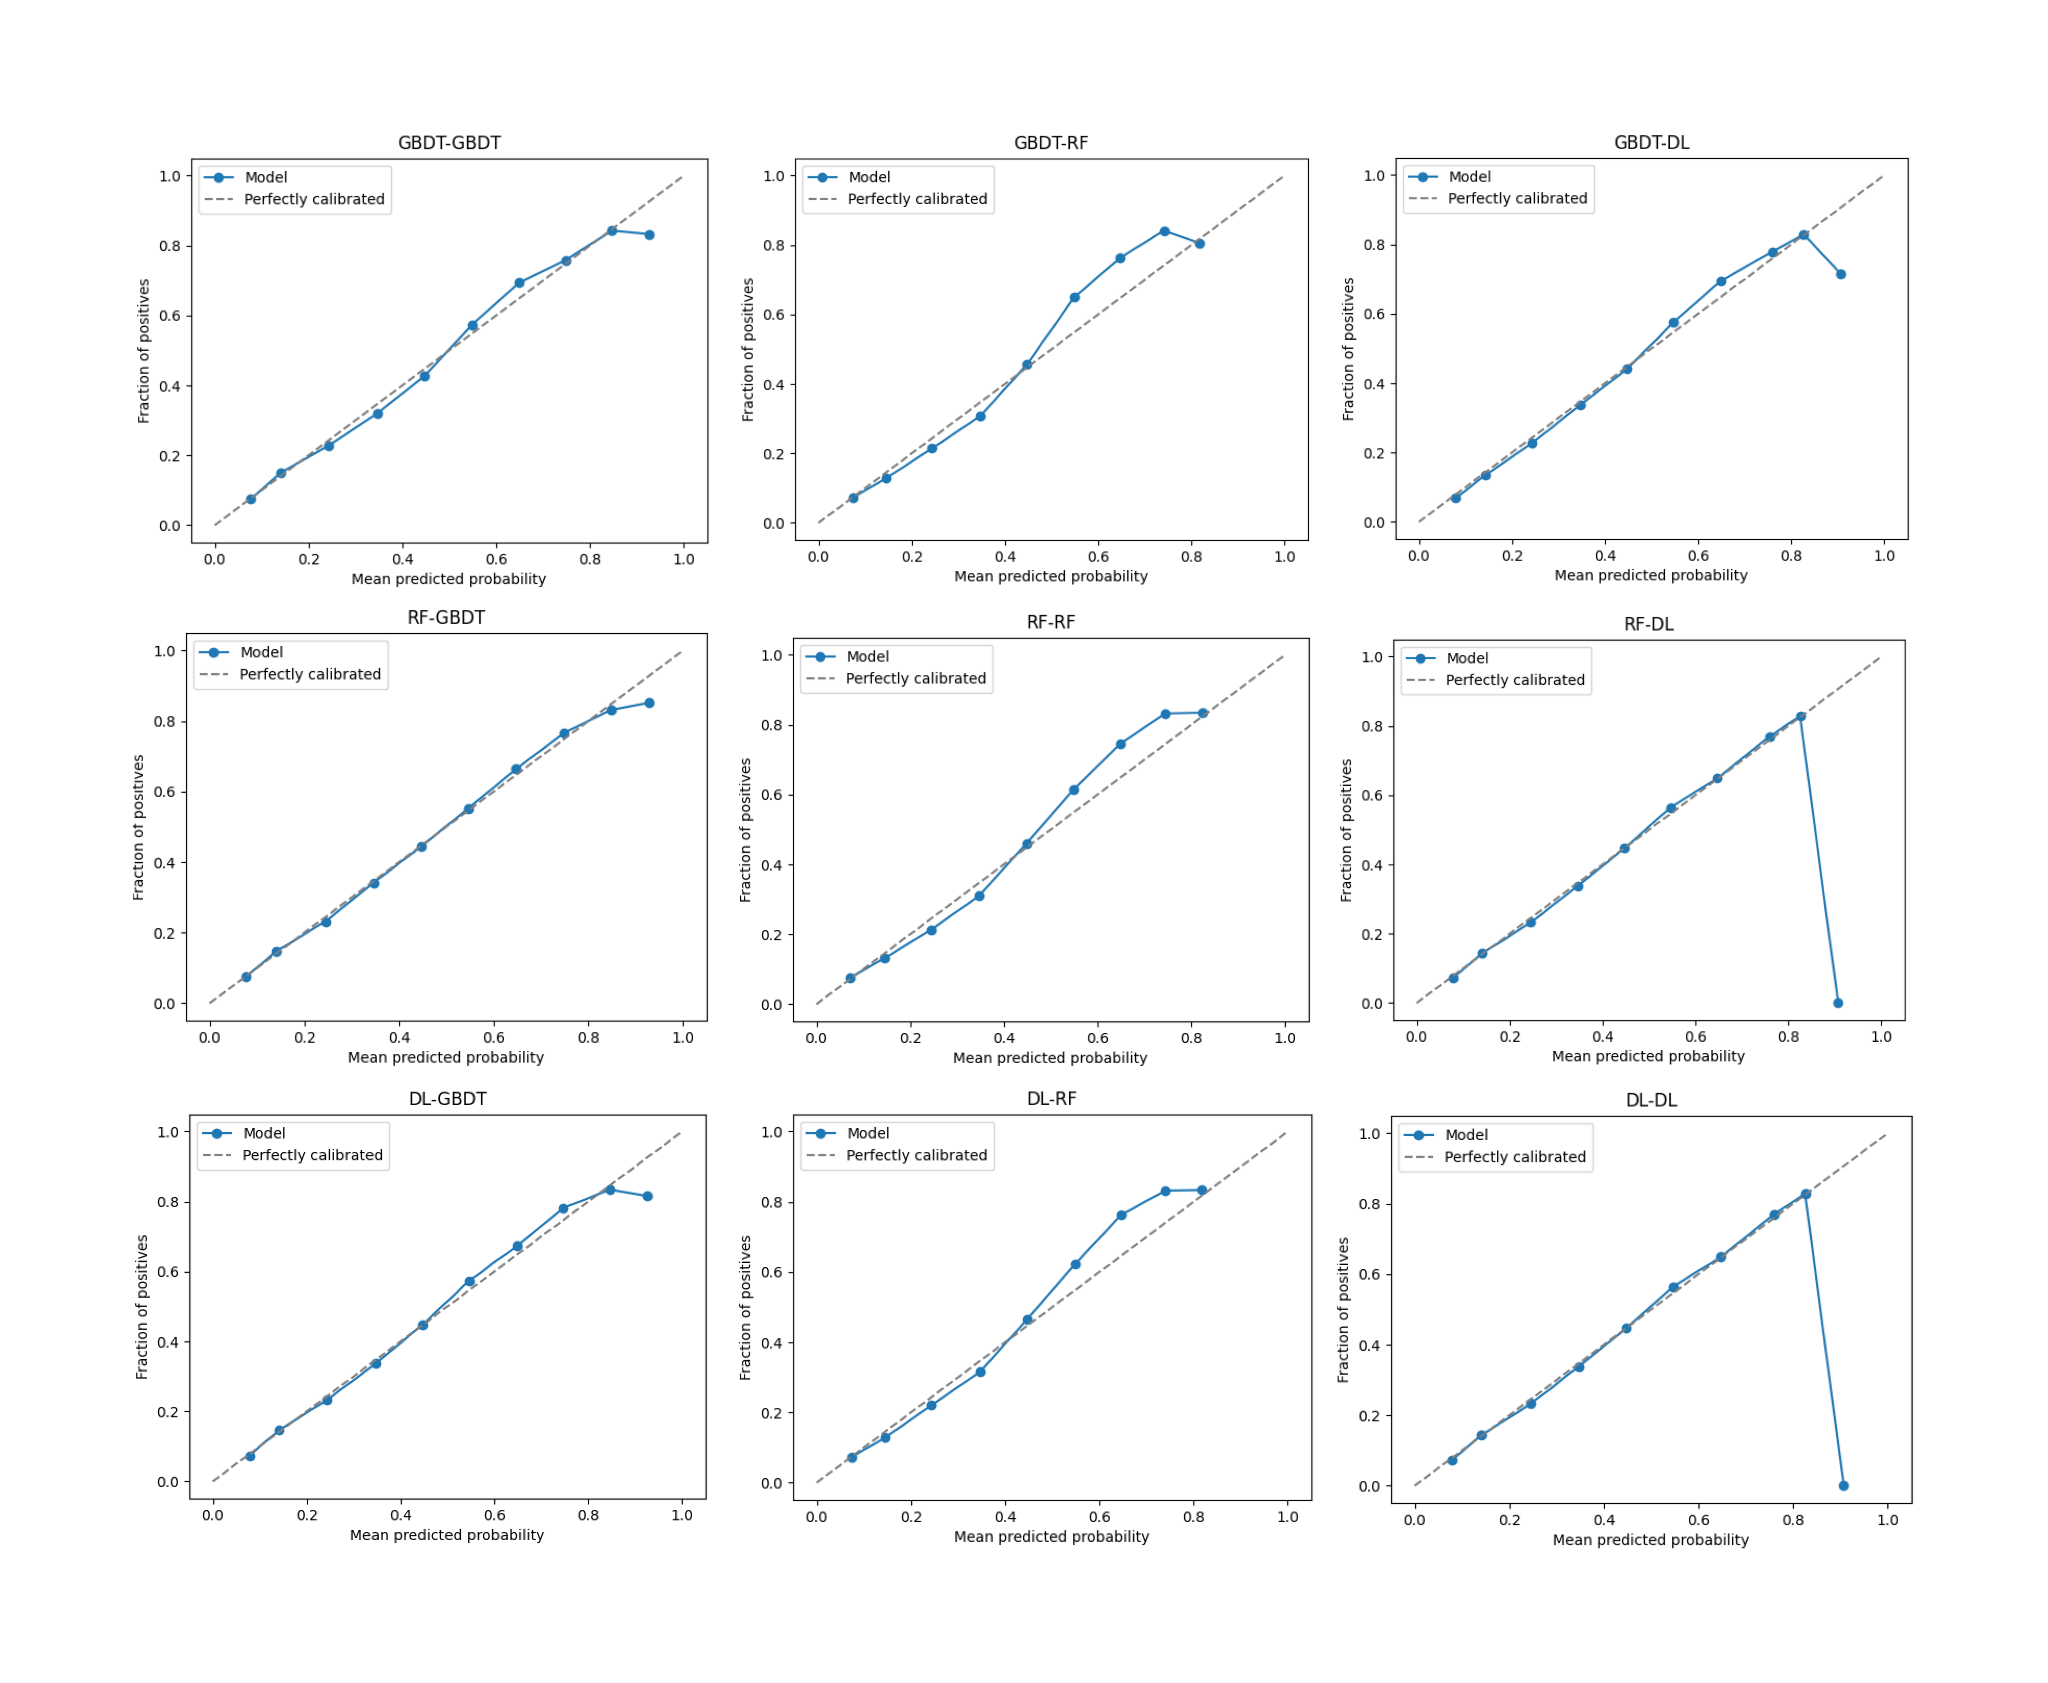 GBDT-GBDT
Model
Perfectly calibrated
1.0
0.8
0.6
0.4
0.2
0.0
Fraction of positives
0.0 0.2 0.4 0.6 0.8 1.0
Mean predicted probability
GBDT-RF
Model
Perfectly calibrated
1.0
0.8
0.6
0.4
0.2
0.0
Fraction of positives
0.0 0.2 0.4 0.6 0.8 1.0
Mean predicted probability
GBDT-DL
Model
Perfectly calibrated
1.0
0.8
0.6
0.4
0.2
0.0
Fraction of positives
0.0 0.2 0.4 0.6 0.8 1.0
Mean predicted probability
RF-GBDT
Model
Perfectly calibrated
1.0
0.8
0.6
0.4
0.2
0.0
Fraction of positives
0.0 0.2 0.4 0.6 0.8 1.0
Mean predicted probability
RF-RF
Model
Perfectly calibrated
1.0
0.8
0.6
0.4
0.2
0.0
Fraction of positives
0.0 0.2 0.4 0.6 0.8 1.0
Mean predicted probability
RF-DL
Model
Perfectly calibrated
1.0
0.8
0.6
0.4
0.2
0.0
Fraction of positives
0.0 0.2 0.4 0.6 0.8 1.0
Mean predicted probability
DL-GBDT
Model
Perfectly calibrated
1.0
0.8
0.6
0.4
0.2
0.0
Fraction of positives
0.0 0.2 0.4 0.6 0.8 1.0
Mean predicted probability
DL-RF
Model
Perfectly calibrated
1.0
0.8
0.6
0.4
0.2
0.0
Fraction of positives
0.0 0.2 0.4 0.6 0.8 1.0
Mean predicted probability
DL-DL
Model
Perfectly calibrated
1.0
0.8
0.6
0.4
0.2
0.0
Fraction of positives
0.0 0.2 0.4 0.6 0.8 1.0
Mean predicted probability